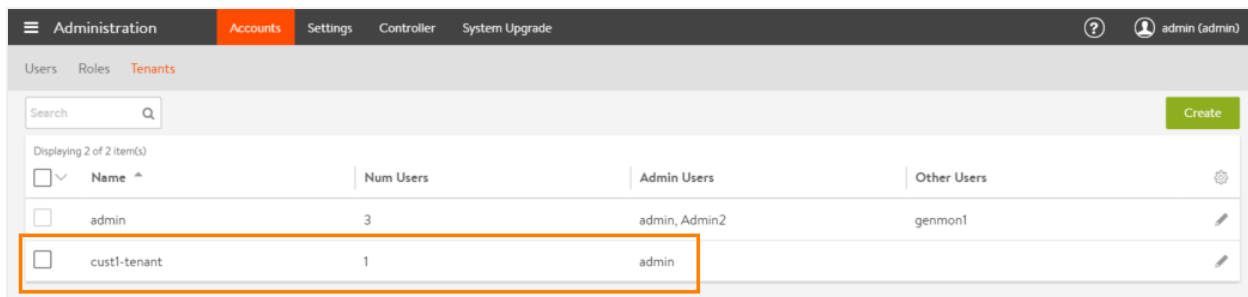 Administration Accounts Settings Controller System Upgrade ? admin (admin)
Users Roles Tenants
Search Create
Displaying 2 of 2 item(s)
Name Num Users Admin Users Other Users
admin 3 admin, Admin2 genmon1
cust1-tenant 1 admin